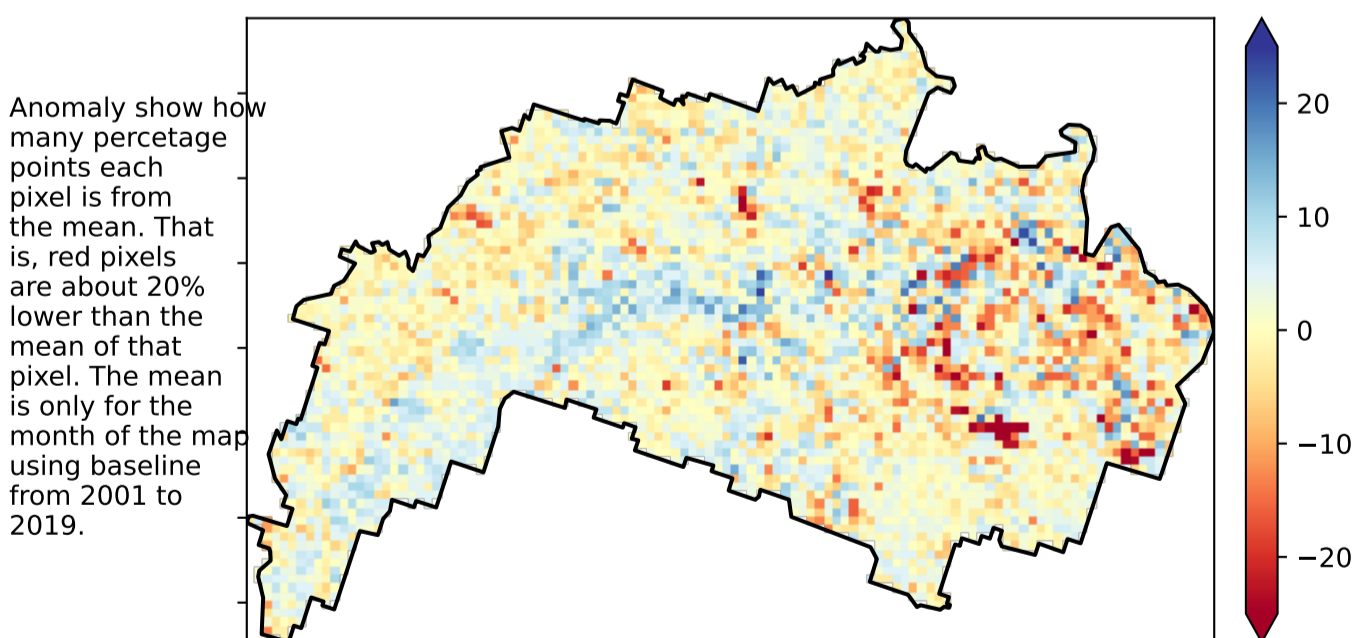 Anomaly show how
many percetage
points each
pixel is from
the mean. That
is, red pixels
are about 20%
lower than the
mean of that
pixel. The mean
is only for the
month of the map
using baseline
from 2001 to
2019.
20
10
0
−10
−20